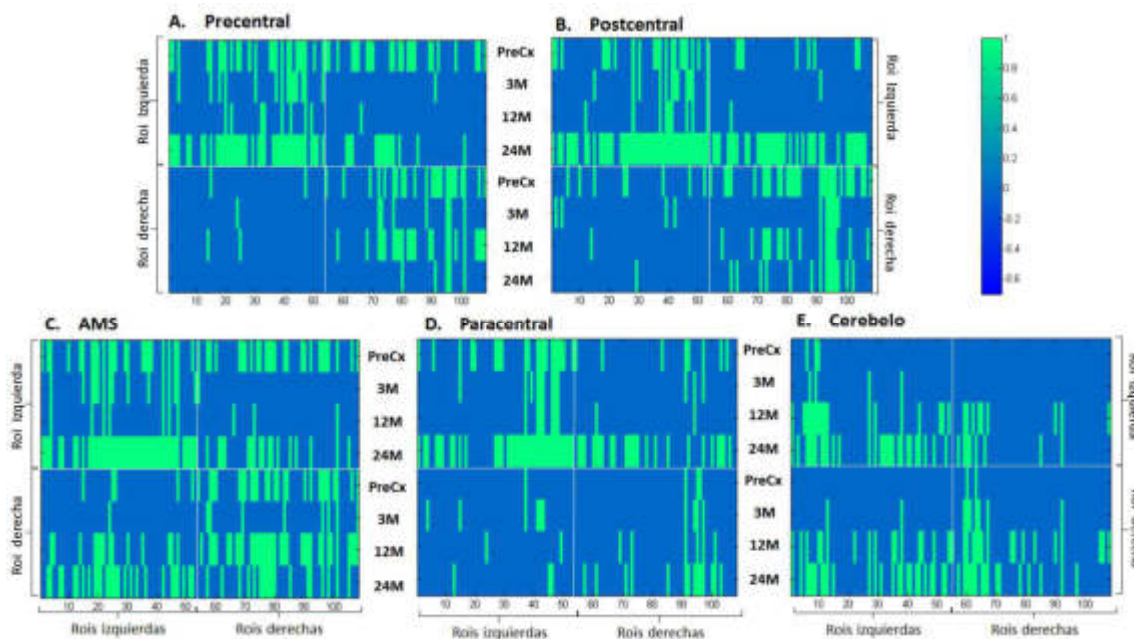 A. Precentral
B. Postcentral
Roi Izquierda
Roi derecha
PreCx
3M
12M
24M
PreCx
3M
12M
24M
Roi Izquierda
Roi derecha
10 20 30 40 50 60 70 80 90 100
10 20 30 40 50 60 70 80 90 100
1
0.8
0.6
0.4
0.2
0
-0.2
-0.4
-0.6
C. AMS
D. Paracentral
E. Cerebelo
Roi Izquierda
Roi derecha
PreCx
3M
12M
24M
PreCx
3M
12M
24M
PreCx
3M
12M
24M
PreCx
3M
12M
24M
Roi Izquierda
10 20 30 40 50 60 70 80 90 100
10 20 30 40 50 60 70 80 90 100
10 20 30 40 50 60 70 80 90 100
Rois izquierdas Rois derechas
Rois izquierdas Rois derechas
Rois izquierdas Rois derechas